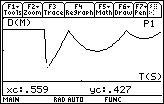 F1▾ F2▾ F3 F4 F5▾ F6▾ F7▾
Tools Zoom Trace ReGraph Math Draw Pen
D(M) P1
T(S)
xc:.559 yc:.427
MAIN RAD AUTO FUNC